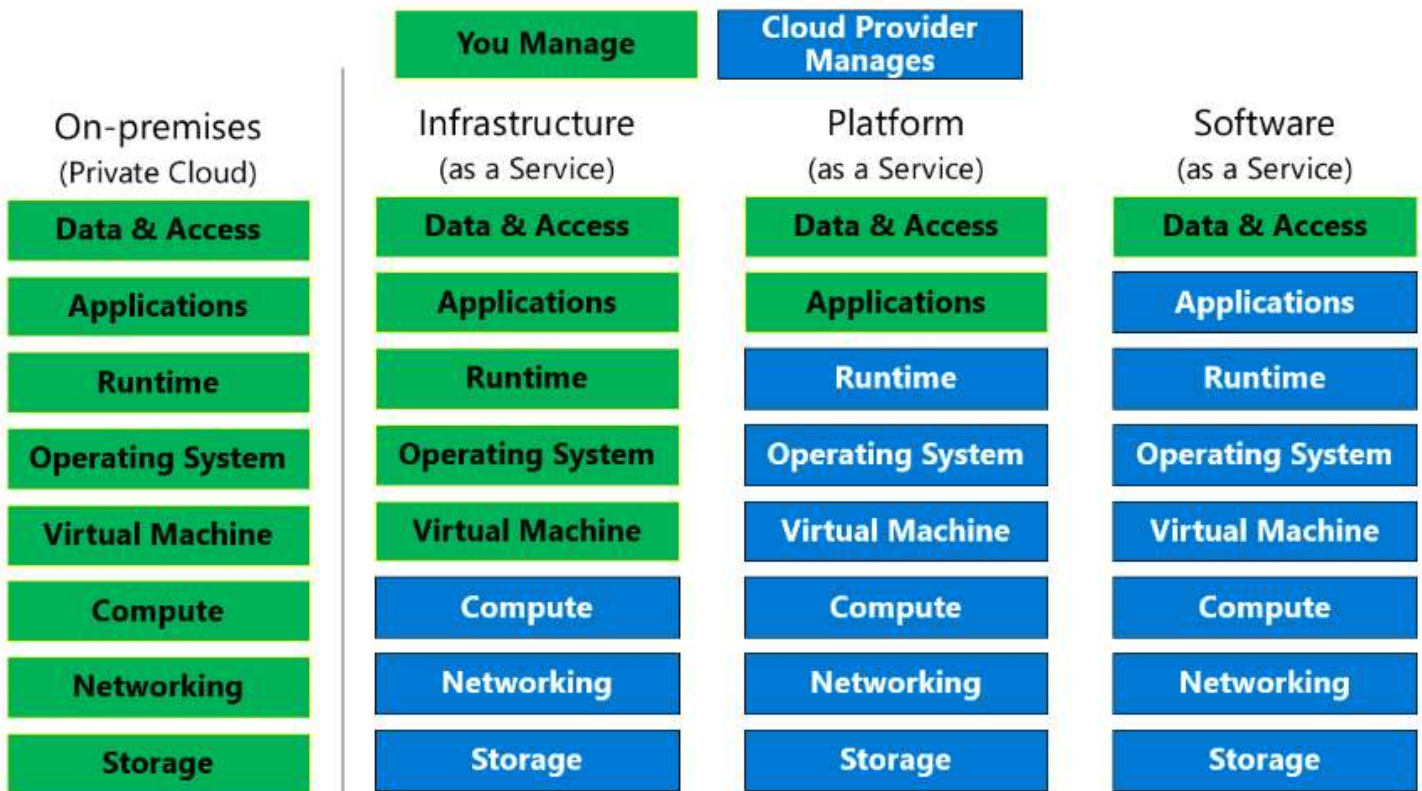 You Manage
Cloud Provider
Manages
On-premises
(Private Cloud)
Data & Access
Applications
Runtime
Operating System
Virtual Machine
Compute
Networking
Storage
Infrastructure
(as a Service)
Data & Access
Applications
Runtime
Operating System
Virtual Machine
Compute
Networking
Storage
Platform
(as a Service)
Data & Access
Applications
Runtime
Operating System
Virtual Machine
Compute
Networking
Storage
Software
(as a Service)
Data & Access
Applications
Runtime
Operating System
Virtual Machine
Compute
Networking
Storage